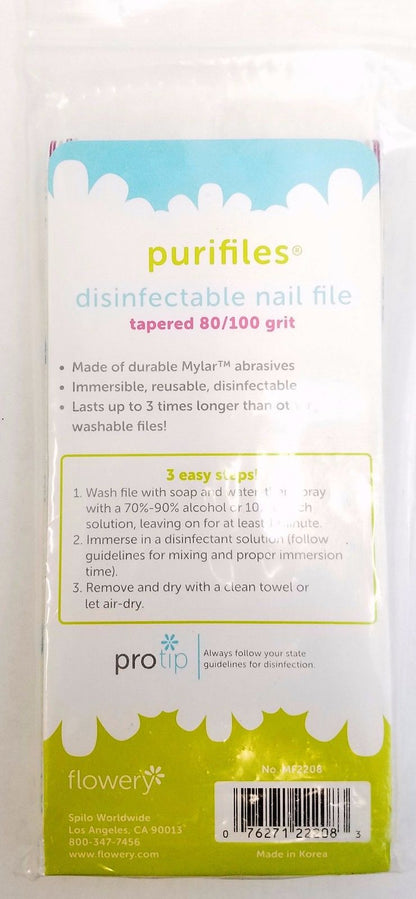 purifiles®
disinfectable nail file
tapered 80/100 grit
• Made of durable Mylar™ abrasives
• Immersible, reusable, disinfectable
• Lasts up to 3 times longer than
washable files!
3 easy steps!
1. Wash file with soap and water then spray
with a 70%-90% alcohol or
solution, leaving on for at least 1 minute.
2. Immerse in a disinfectant solution (follow
guidelines for mixing and proper immersion
time).
3. Remove and dry with a clean towel or
let air-dry.
protip
Always follow your state
guidelines for disinfection.
flowery
No. MF2208
Spilo Worldwide
Los Angeles, CA 90013
800-347-7456
www.flowery.com
0 76271 22208 3
Made in Korea